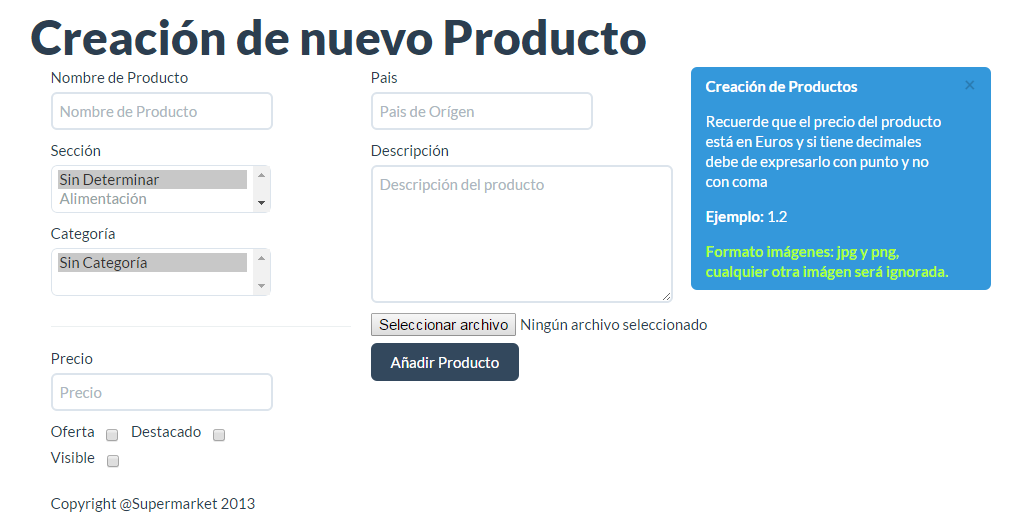 Creación de nuevo Producto
Nombre de Producto
Nombre de Producto
Sección
Sin Determinar
Alimentación
Categoría
Sin Categoría
Precio
Precio
Oferta
Destacado
Visible
Pais
Pais de Orígen
Descripción
Descripción del producto
Seleccionar archivo Ningún archivo seleccionado
Añadir Producto
Creación de Productos ×
Recuerde que el precio del producto
está en Euros y si tiene decimales
debe de expresarlo con punto y no
con coma
Ejemplo: 1.2
Formato imágenes: jpg y png,
cualquier otra imágen será ignorada.
Copyright @Supermarket 2013